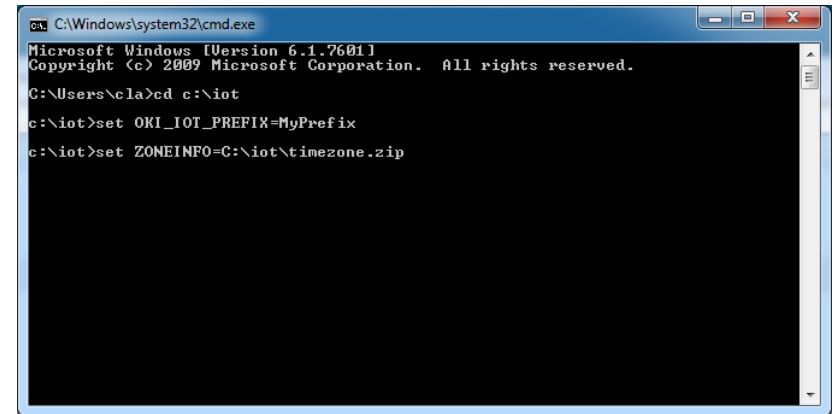 C:\Windows\system32\cmd.exe
Microsoft Windows [Version 6.1.7601]
Copyright (c) 2009 Microsoft Corporation.  All rights reserved.
C:\Users\cla>cd c:\iot
c:\iot>set OKI_IOT_PREFIX=MyPrefix
c:\iot>set ZONEINFO=C:\iot\timezone.zip